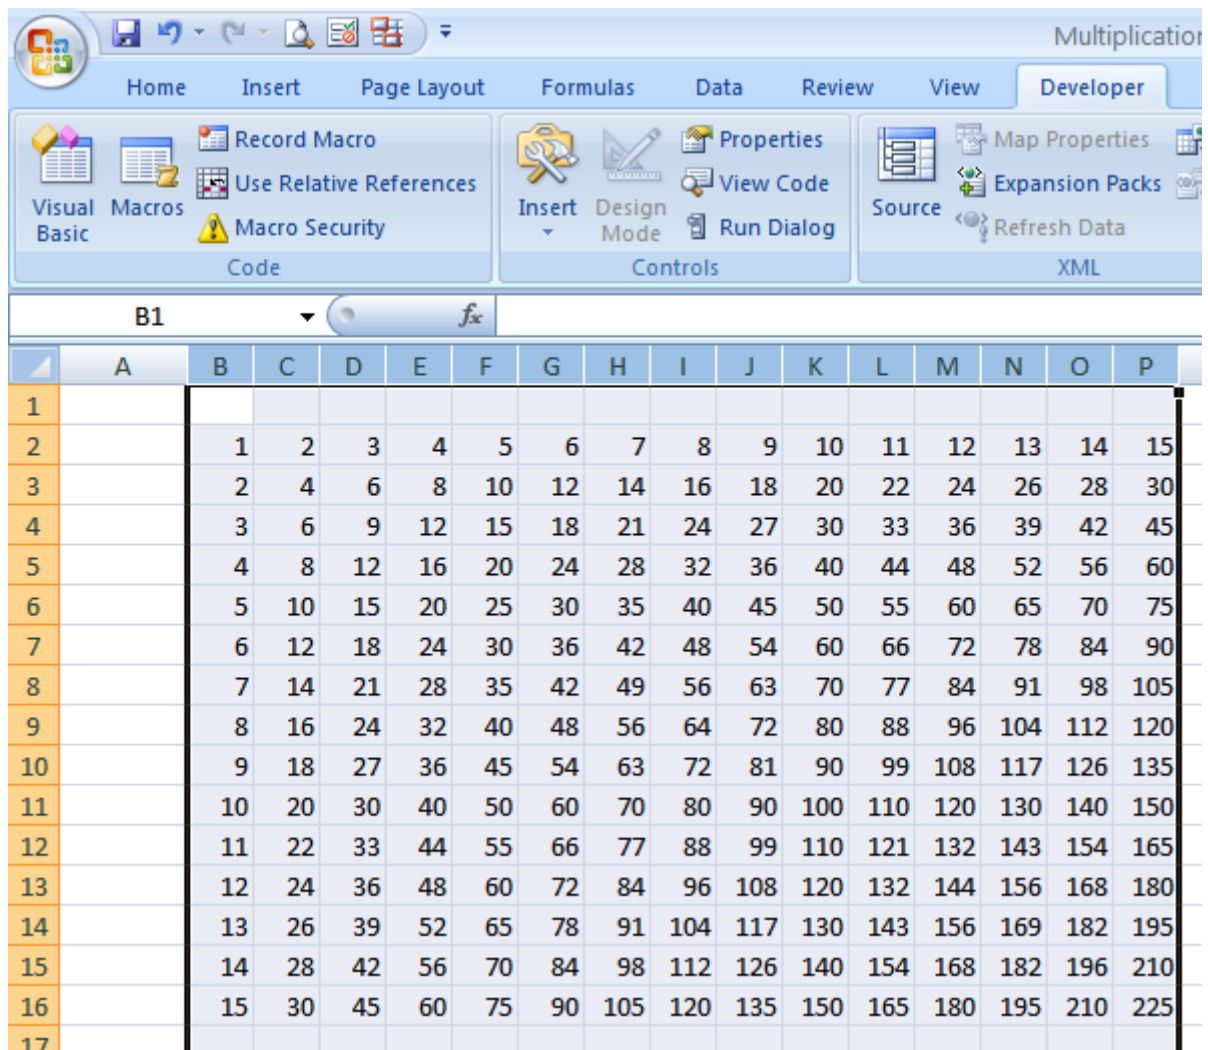 Multiplication
Home Insert Page Layout Formulas Data Review View Developer
Visual Basic Macros Record Macro Use Relative References Macro Security
Insert Design Mode Properties View Code Run Dialog
Source Map Properties Expansion Packs Refresh Data
Code Controls XML
B1 fx
A B C D E F G H I J K L M N O P
1
2 1 2 3 4 5 6 7 8 9 10 11 12 13 14 15
3 2 4 6 8 10 12 14 16 18 20 22 24 26 28 30
4 3 6 9 12 15 18 21 24 27 30 33 36 39 42 45
5 4 8 12 16 20 24 28 32 36 40 44 48 52 56 60
6 5 10 15 20 25 30 35 40 45 50 55 60 65 70 75
7 6 12 18 24 30 36 42 48 54 60 66 72 78 84 90
8 7 14 21 28 35 42 49 56 63 70 77 84 91 98 105
9 8 16 24 32 40 48 56 64 72 80 88 96 104 112 120
10 9 18 27 36 45 54 63 72 81 90 99 108 117 126 135
11 10 20 30 40 50 60 70 80 90 100 110 120 130 140 150
12 11 22 33 44 55 66 77 88 99 110 121 132 143 154 165
13 12 24 36 48 60 72 84 96 108 120 132 144 156 168 180
14 13 26 39 52 65 78 91 104 117 130 143 156 169 182 195
15 14 28 42 56 70 84 98 112 126 140 154 168 182 196 210
16 15 30 45 60 75 90 105 120 135 150 165 180 195 210 225
17